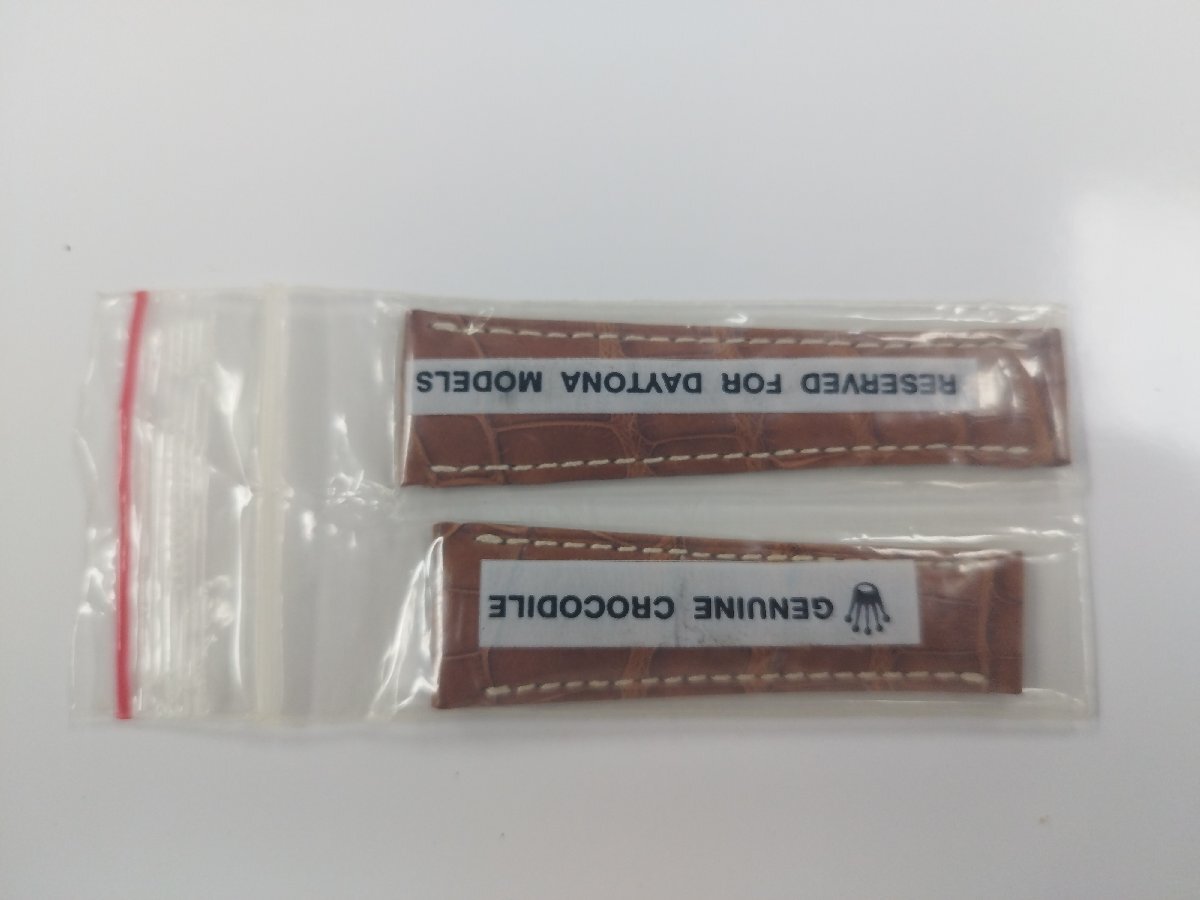 GENUINE CROCODILE
RESERVED FOR DAYTONA MODELS